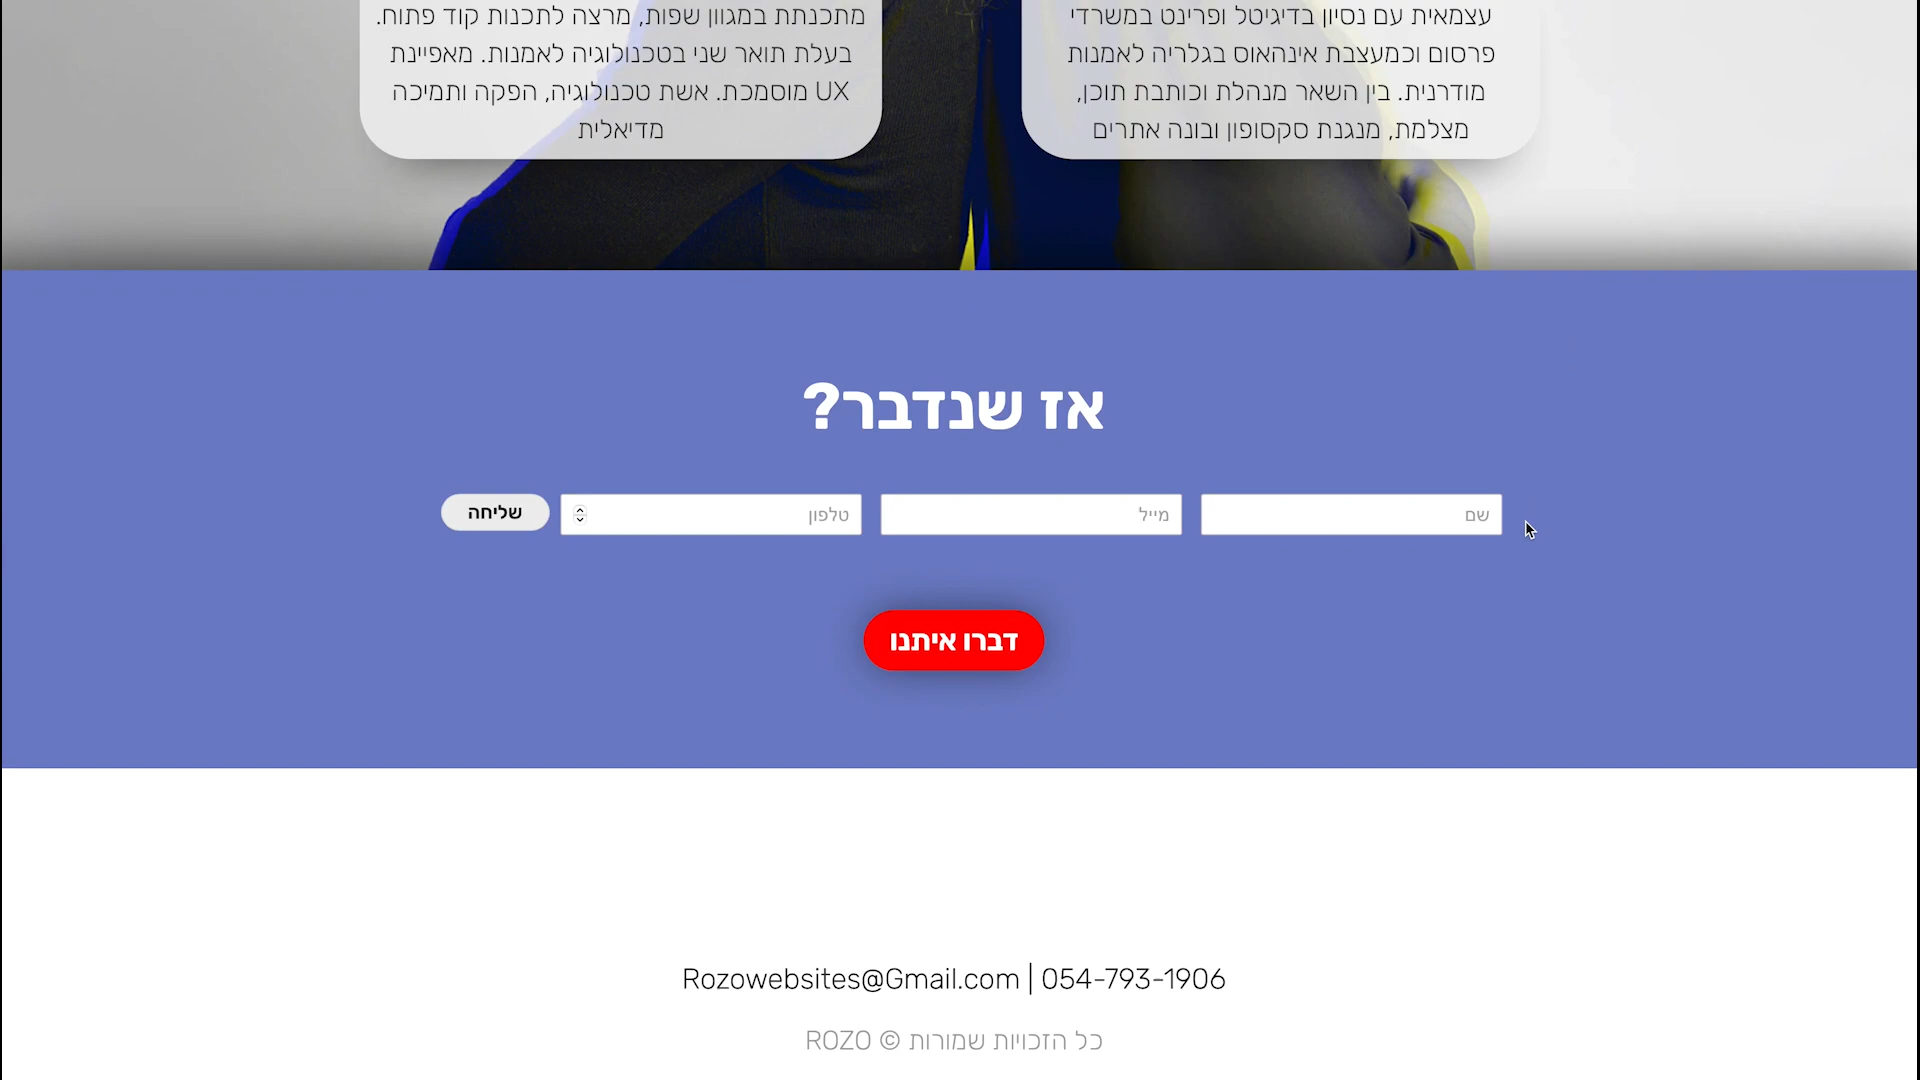 עצמאית עם נסיון בדיגיטל ופרינט במשרדי
פרסום וכמעצבת אינהאוס בגלריה לאמנות
מודרנית. בין השאר מנהלת וכותבת תוכן,
מצלמת, מנגנת סקסופון ובונה אתרים
מתכנתת במגוון שפות, מרצה לתכנות קוד פתוח.
בעלת תואר שני בטכנולוגיה לאמנות. מאפיינת
UX מוסמכת. אשת טכנולוגיה, הפקה ותמיכה
מדיאלית
אז שנדבר?
שם
מייל
טלפון
שליחה
דברו איתנו
Rozowebsites@Gmail.com | 054-793-1906
כל הזכויות שמורות © ROZO